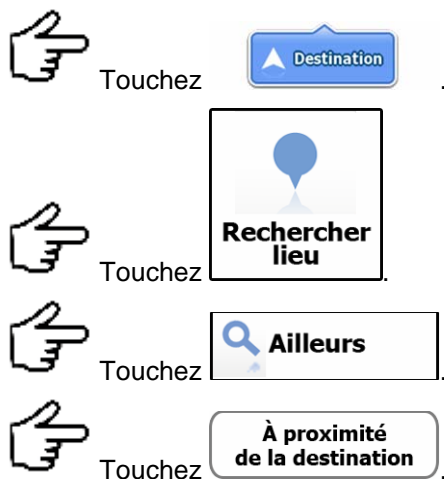 Touchez Destination .
Touchez Rechercher lieu .
Touchez Ailleurs .
Touchez À proximité de la destination .